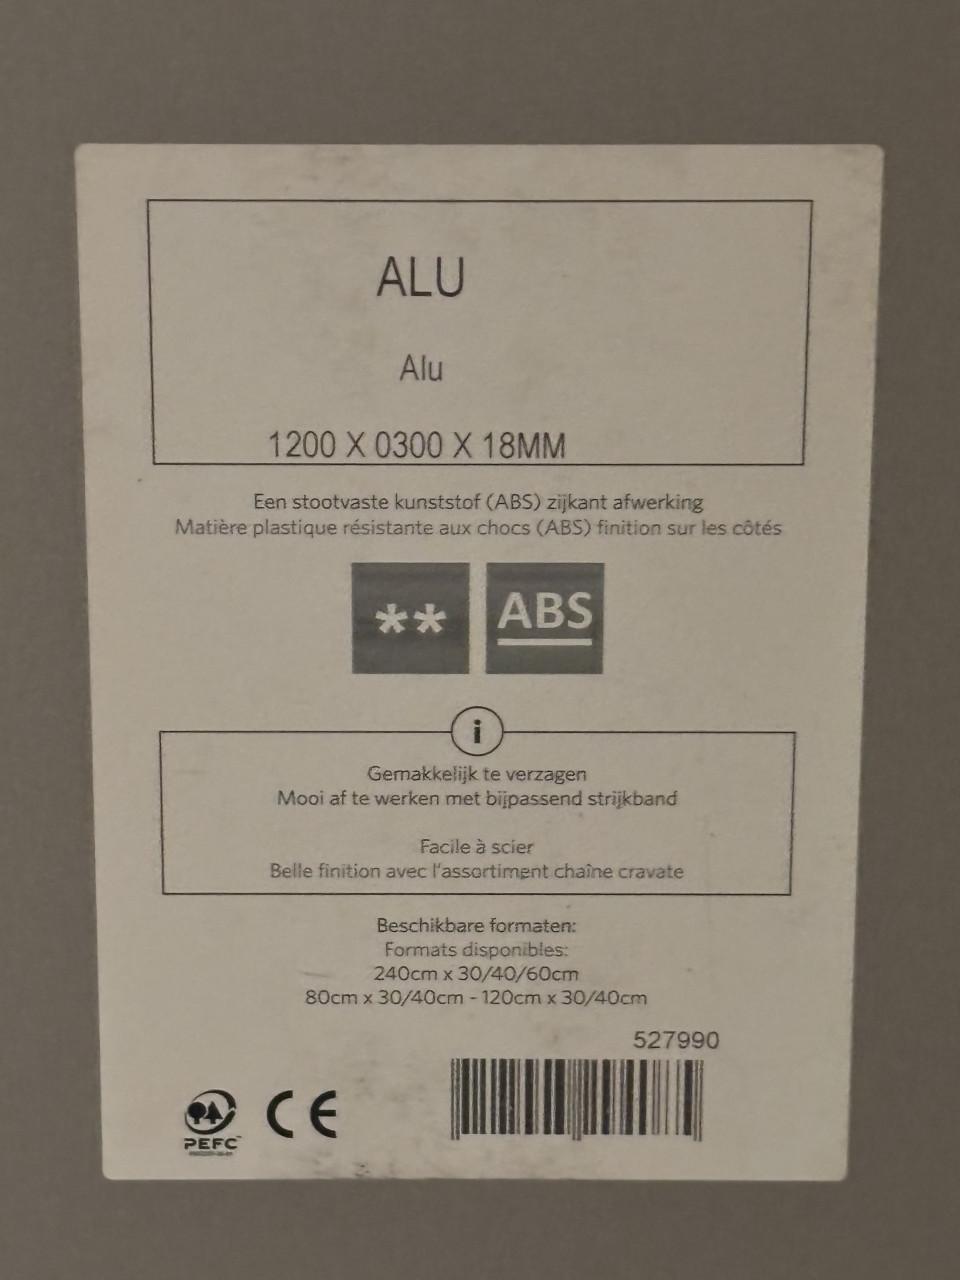 ALU
Alu
1200 X 0300 X 18MM
Een stootvaste kunststof (ABS) zijkant afwerking
Matière plastique résistante aux chocs (ABS) finition sur les côtés
** ABS
i
Gemakkelijk te verzagen
Mooi af te werken met bijpassend strijkband
Facile à scier
Belle finition avec l'assortiment chaîne cravate
Beschikbare formaten:
Formats disponibles:
240cm x 30/40/60cm
80cm x 30/40cm - 120cm x 30/40cm
527990
CE
PEFC™